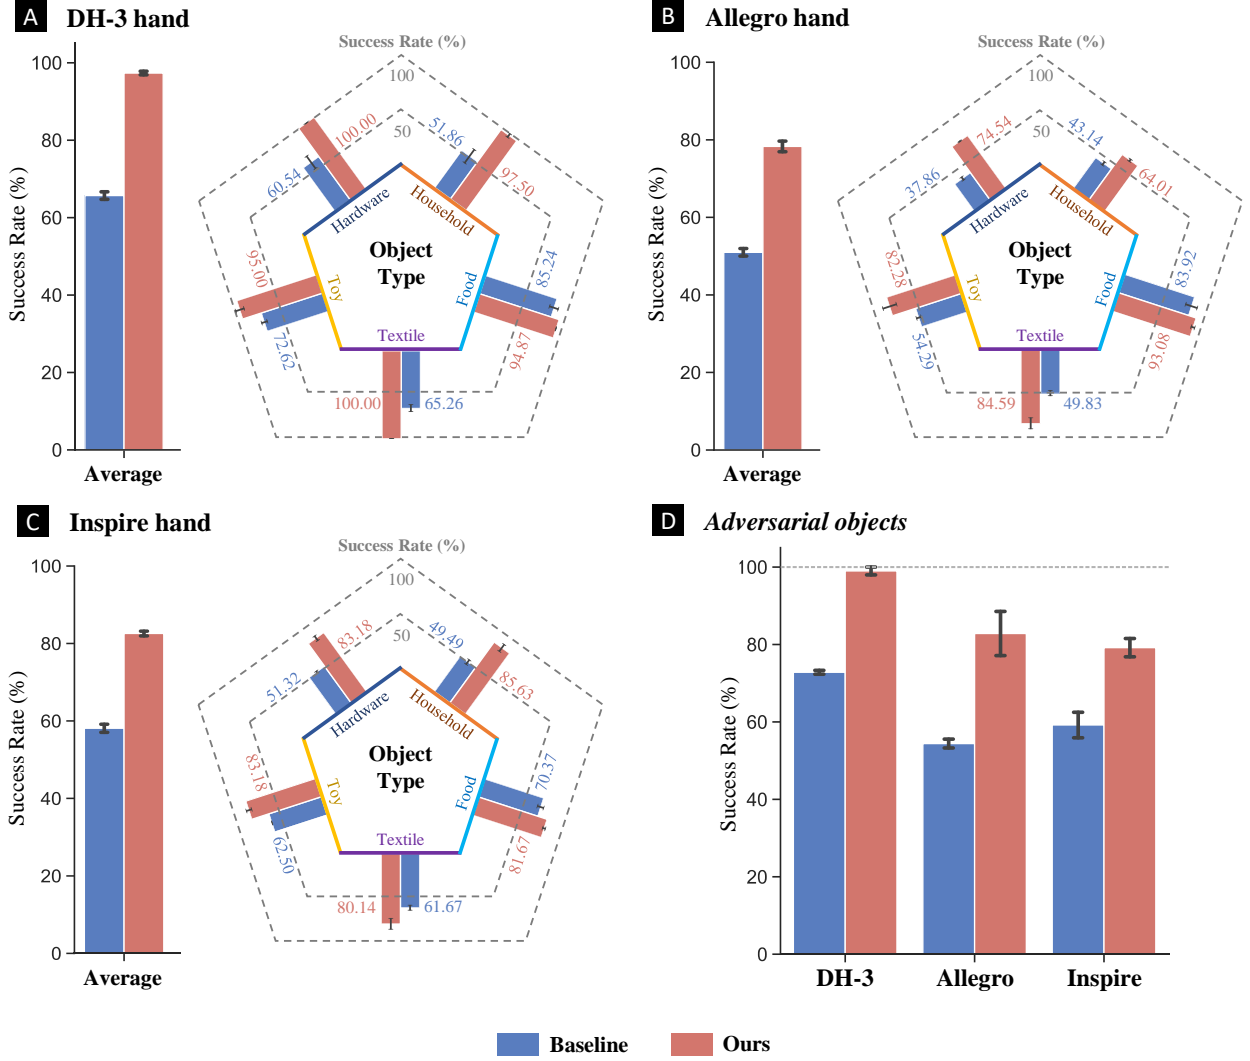 A DH-3 hand
Success Rate (%)
100
80
60
40
20
0
Success Rate (%)
Average
100
50
60.54
100.00
51.86
97.50
85.24
94.87
65.26
100.00
72.62
95.00
Hardware
Household
Food
Textile
Toy
Object
Type
B Allegro hand
Success Rate (%)
100
80
60
40
20
0
Success Rate (%)
Average
100
50
37.86
74.54
43.14
64.01
83.92
93.08
49.83
84.59
54.29
82.28
Hardware
Household
Food
Textile
Toy
Object
Type
C Inspire hand
Success Rate (%)
100
80
60
40
20
0
Success Rate (%)
Average
100
50
51.32
83.18
49.49
85.63
70.37
81.67
61.67
80.14
62.50
83.18
Hardware
Household
Food
Textile
Toy
Object
Type
D Adversarial objects
100
80
60
40
20
0
Success Rate (%)
DH-3 Allegro Inspire
Baseline Ours